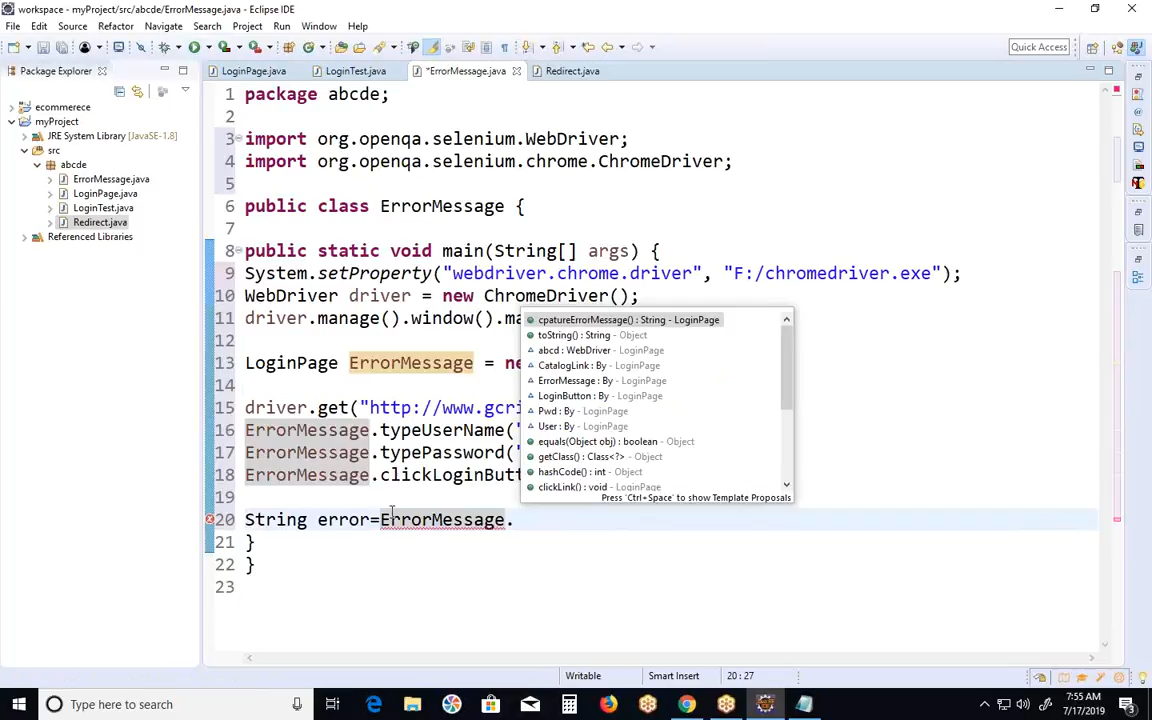 workspace - myProject/src/abcde/ErrorMessage.java - Eclipse IDE
File Edit Source Refactor Navigate Search Project Run Window Help
Quick Access
Package Explorer
LoginPage.java LoginTest.java *ErrorMessage.java Redirect.java
ecommerece
myProject
JRE System Library [JavaSE-1.8]
src
abcde
ErrorMessage.java
LoginPage.java
LoginTest.java
Redirect.java
Referenced Libraries
1 package abcde;
2
3 import org.openqa.selenium.WebDriver;
4 import org.openqa.selenium.chrome.ChromeDriver;
5
6 public class ErrorMessage {
7
8 public static void main(String[] args) {
9 System.setProperty("webdriver.chrome.driver", "F:/chromedriver.exe");
10 WebDriver driver = new ChromeDriver();
11 driver.manage().window().ma
12
13 LoginPage ErrorMessage = ne
14
15 driver.get("http://www.gcri
16 ErrorMessage.typeUserName("
17 ErrorMessage.typePassword("
18 ErrorMessage.clickLoginButt
19
20 String error=ErrorMessage.
21 }
22 }
23
cpatureErrorMessage() : String - LoginPage
toString() : String - Object
abcd : WebDriver - LoginPage
CatalogLink : By - LoginPage
ErrorMessage : By - LoginPage
LoginButton : By - LoginPage
Pwd : By - LoginPage
User : By - LoginPage
equals(Object obj) : boolean - Object
getClass() : Class<?> - Object
hashCode() : int - Object
clickLink() : void - LoginPage
Press 'Ctrl+Space' to show Template Proposals
Writable Smart Insert 20 : 27
Type here to search
7:55 AM
7/17/2019
3